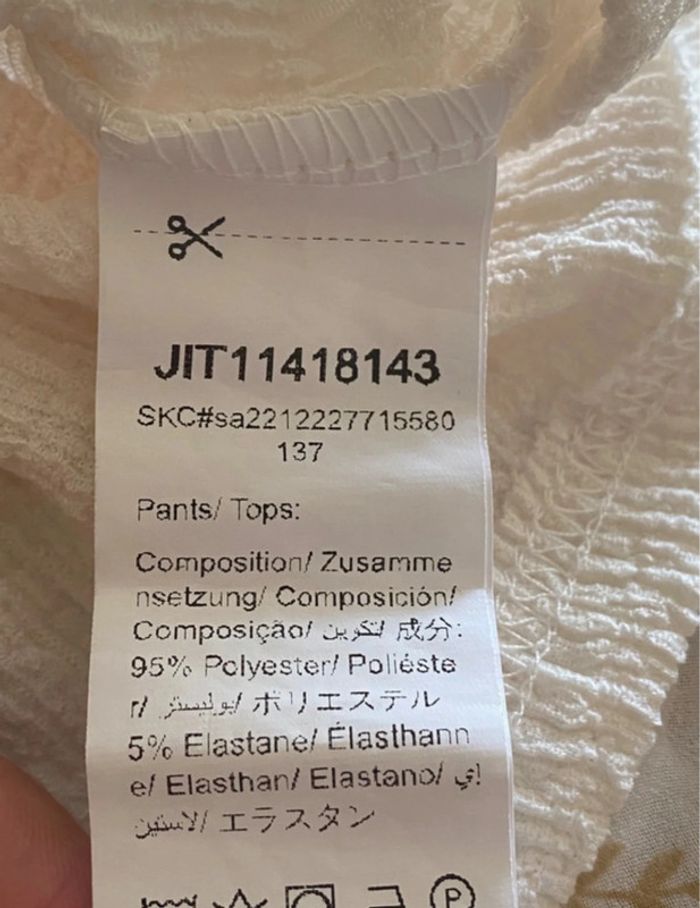 JIT11418143
SKC#sa2212227715580
137
Pants/ Tops:
Composition/ Zusamme
nsetzung/ Composición/
Composição/ تكوين/ 成分:
95% Polyester/ Poliéste
r/ بوليستر/ ポリエステル
5% Elastane/ Élasthann
e/ Elasthan/ Elastano/ إي
لاستين/ エラスタン
P